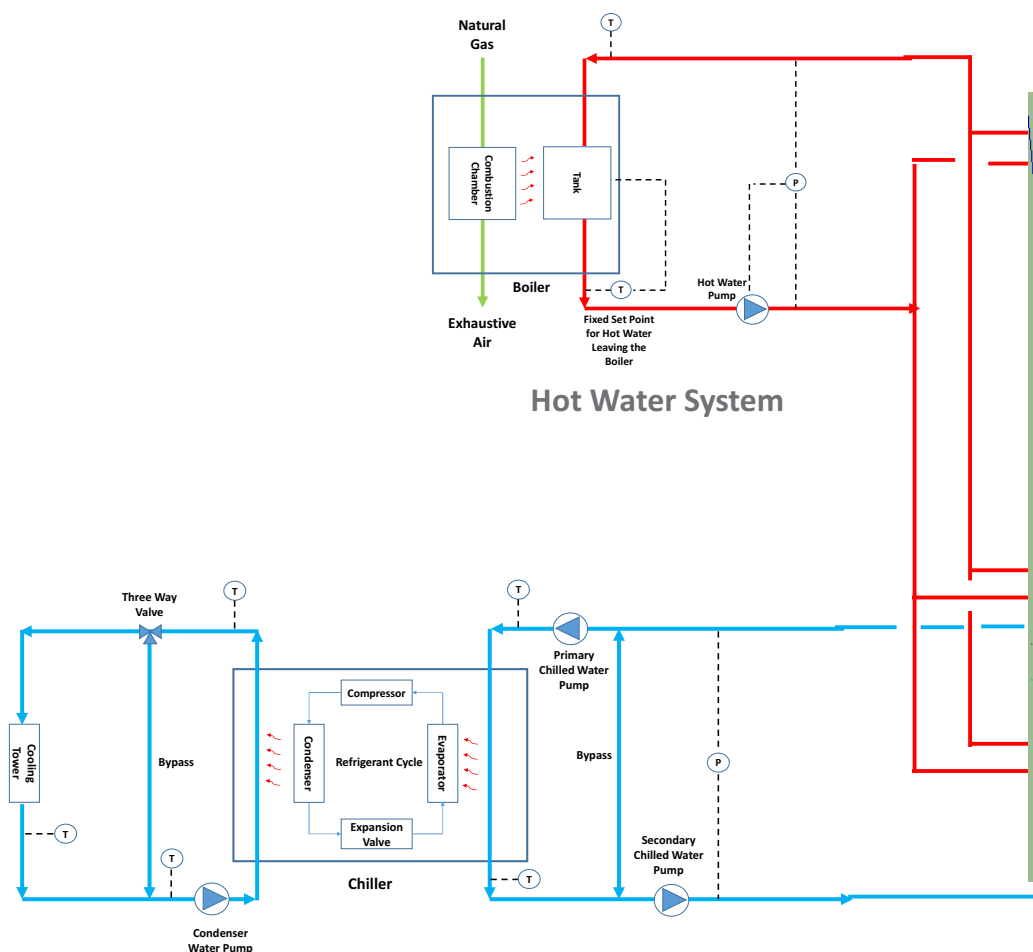 Natural
Gas
T
Combustion
Chamber
Tank
P
T
Boiler
Hot Water
Pump
Exhaustive
Air
Fixed Set Point
for Hot Water
Leaving the
Boiler
Hot Water System
Three Way
Valve
T
T
Primary
Chilled Water
Pump
Compressor
Cooling
Tower
Bypass
Condenser
Refrigerant Cycle
Evaporator
Bypass
P
T
Expansion
Valve
T
Chiller
T
Secondary
Chilled Water
Pump
Condenser
Water Pump